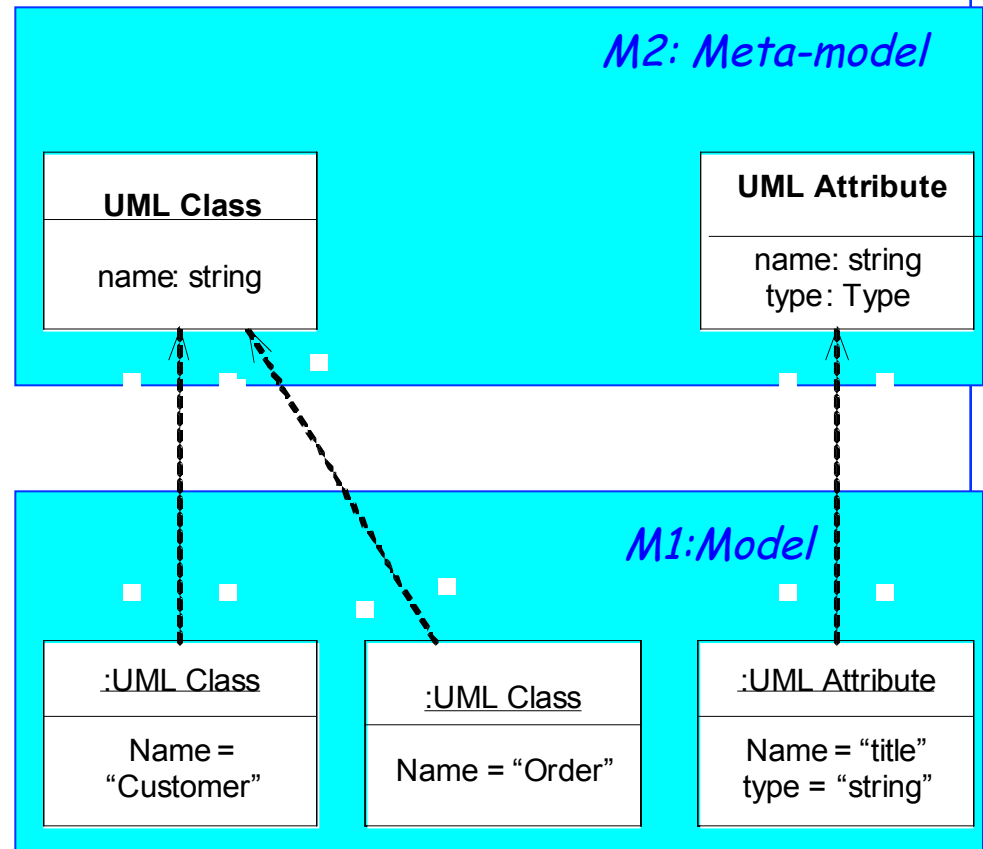 M2: Meta-model
UML Class
name: string
UML Attribute
name: string
type: Type
M1:Model
:UML Class
Name =
“Customer”
:UML Class
Name = “Order”
:UML Attribute
Name = “title”
type = “string”